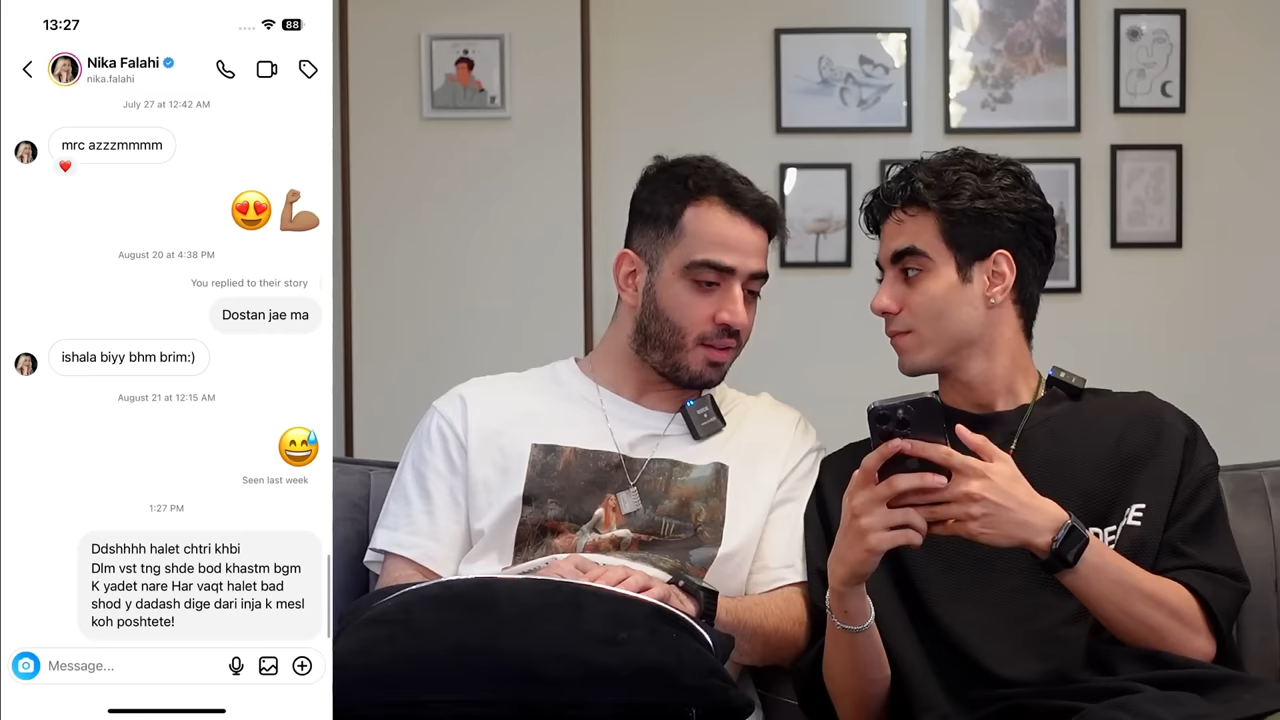 13:27
88
Nika Falahi
nika.falahi
July 27 at 12:42 AM
mrc azzzmmmm
August 20 at 4:38 PM
You replied to their story
Dostan jae ma
ishala biyy bhm brim:)
August 21 at 12:15 AM
Seen last week
1:27 PM
Ddshhhh halet chtri khbi
Dlm vst tng shde bod khastm bgm
K yadet nare Har vaqt halet bad
shod y dadash dige dari inja k mesl
koh poshtete!
Message...